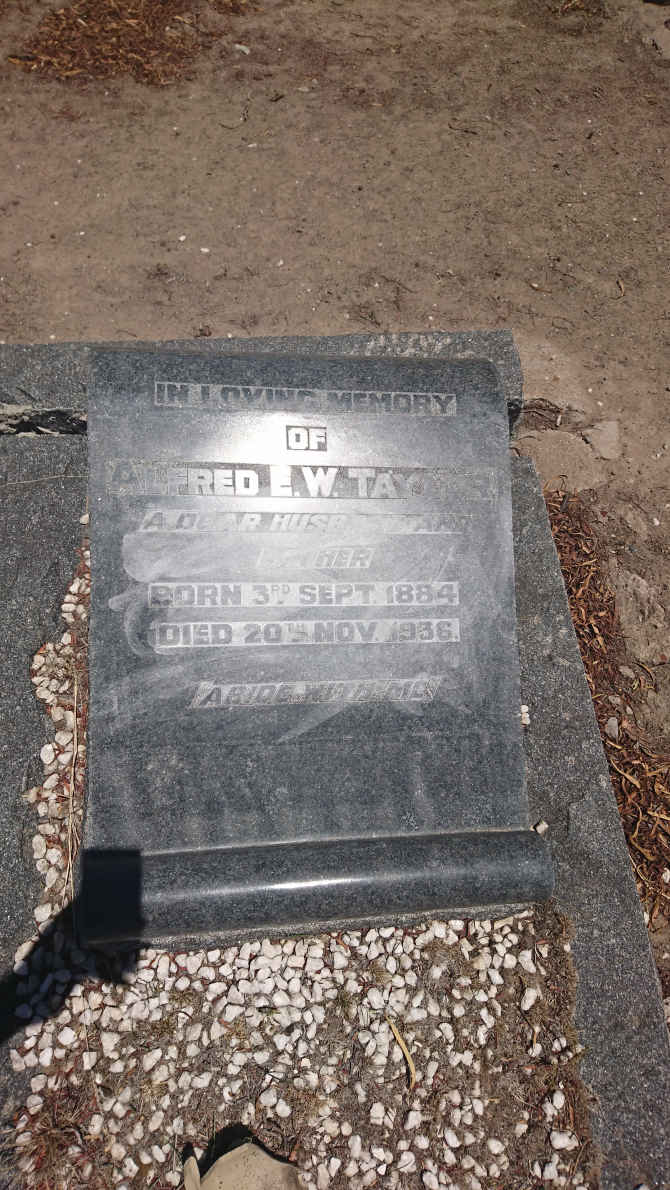 IN LOVING MEMORY
OF
ALFRED E.W. TAYLOR
A DEAR HUSBAND AND
FATHER
BORN 3RD SEPT 1884
DIED 20TH NOV. 1936.
ABIDE WITH ME